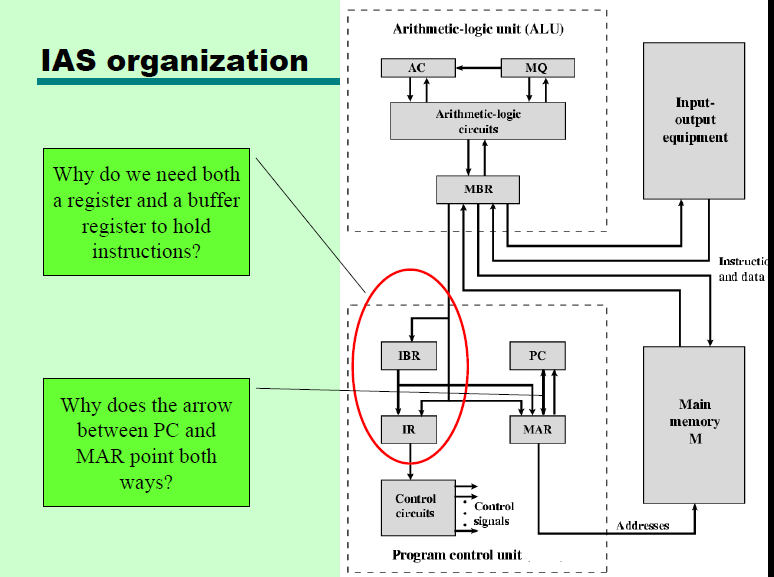 IAS organization
Why do we need both
a register and a buffer
register to hold
instructions?
Why does the arrow
between PC and
MAR point both
ways?
Arithmetic-logic unit (ALU)
AC
MQ
Arithmetic-logic
circuits
MBR
Input-
output
equipment
and data
IBR
PC
IR
MAR
Main
memory
M
Control
circuits
Control
signals
Addresses
Program control unit